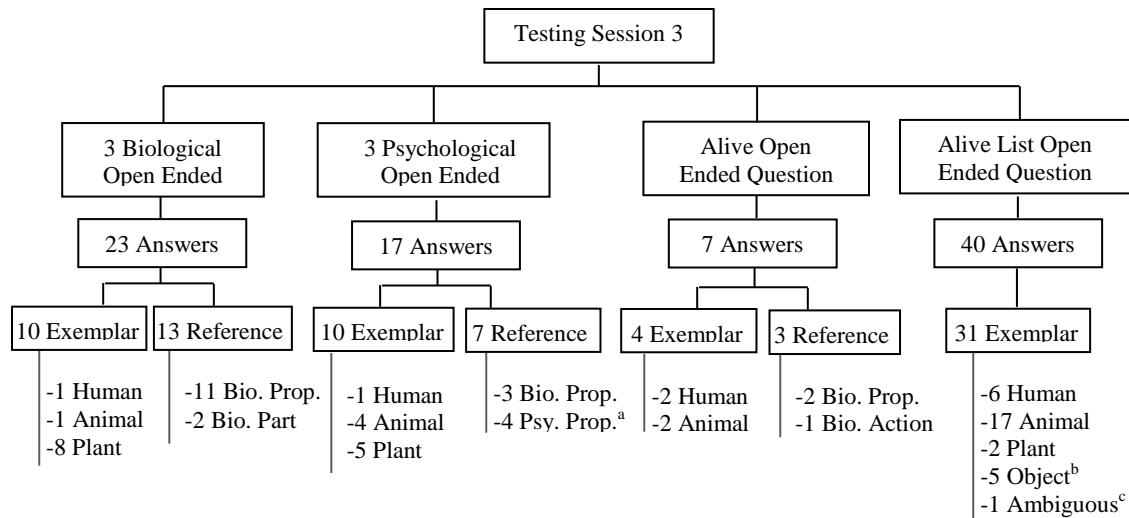 Testing Session 3
3 Biological
Open Ended
3 Psychological
Open Ended
Alive Open
Ended Question
Alive List Open
Ended Question
23 Answers
17 Answers
7 Answers
40 Answers
10 Exemplar
13 Reference
10 Exemplar
7 Reference
4 Exemplar
3 Reference
31 Exemplar
-1 Human
-1 Animal
-8 Plant
-11 Bio. Prop.
-2 Bio. Part
-1 Human
-4 Animal
-5 Plant
-3 Bio. Prop.
-4 Psy. Prop.a
-2 Human
-2 Animal
-2 Bio. Prop.
-1 Bio. Action
-6 Human
-17 Animal
-2 Plant
-5 Objectb
-1 Ambiguousc